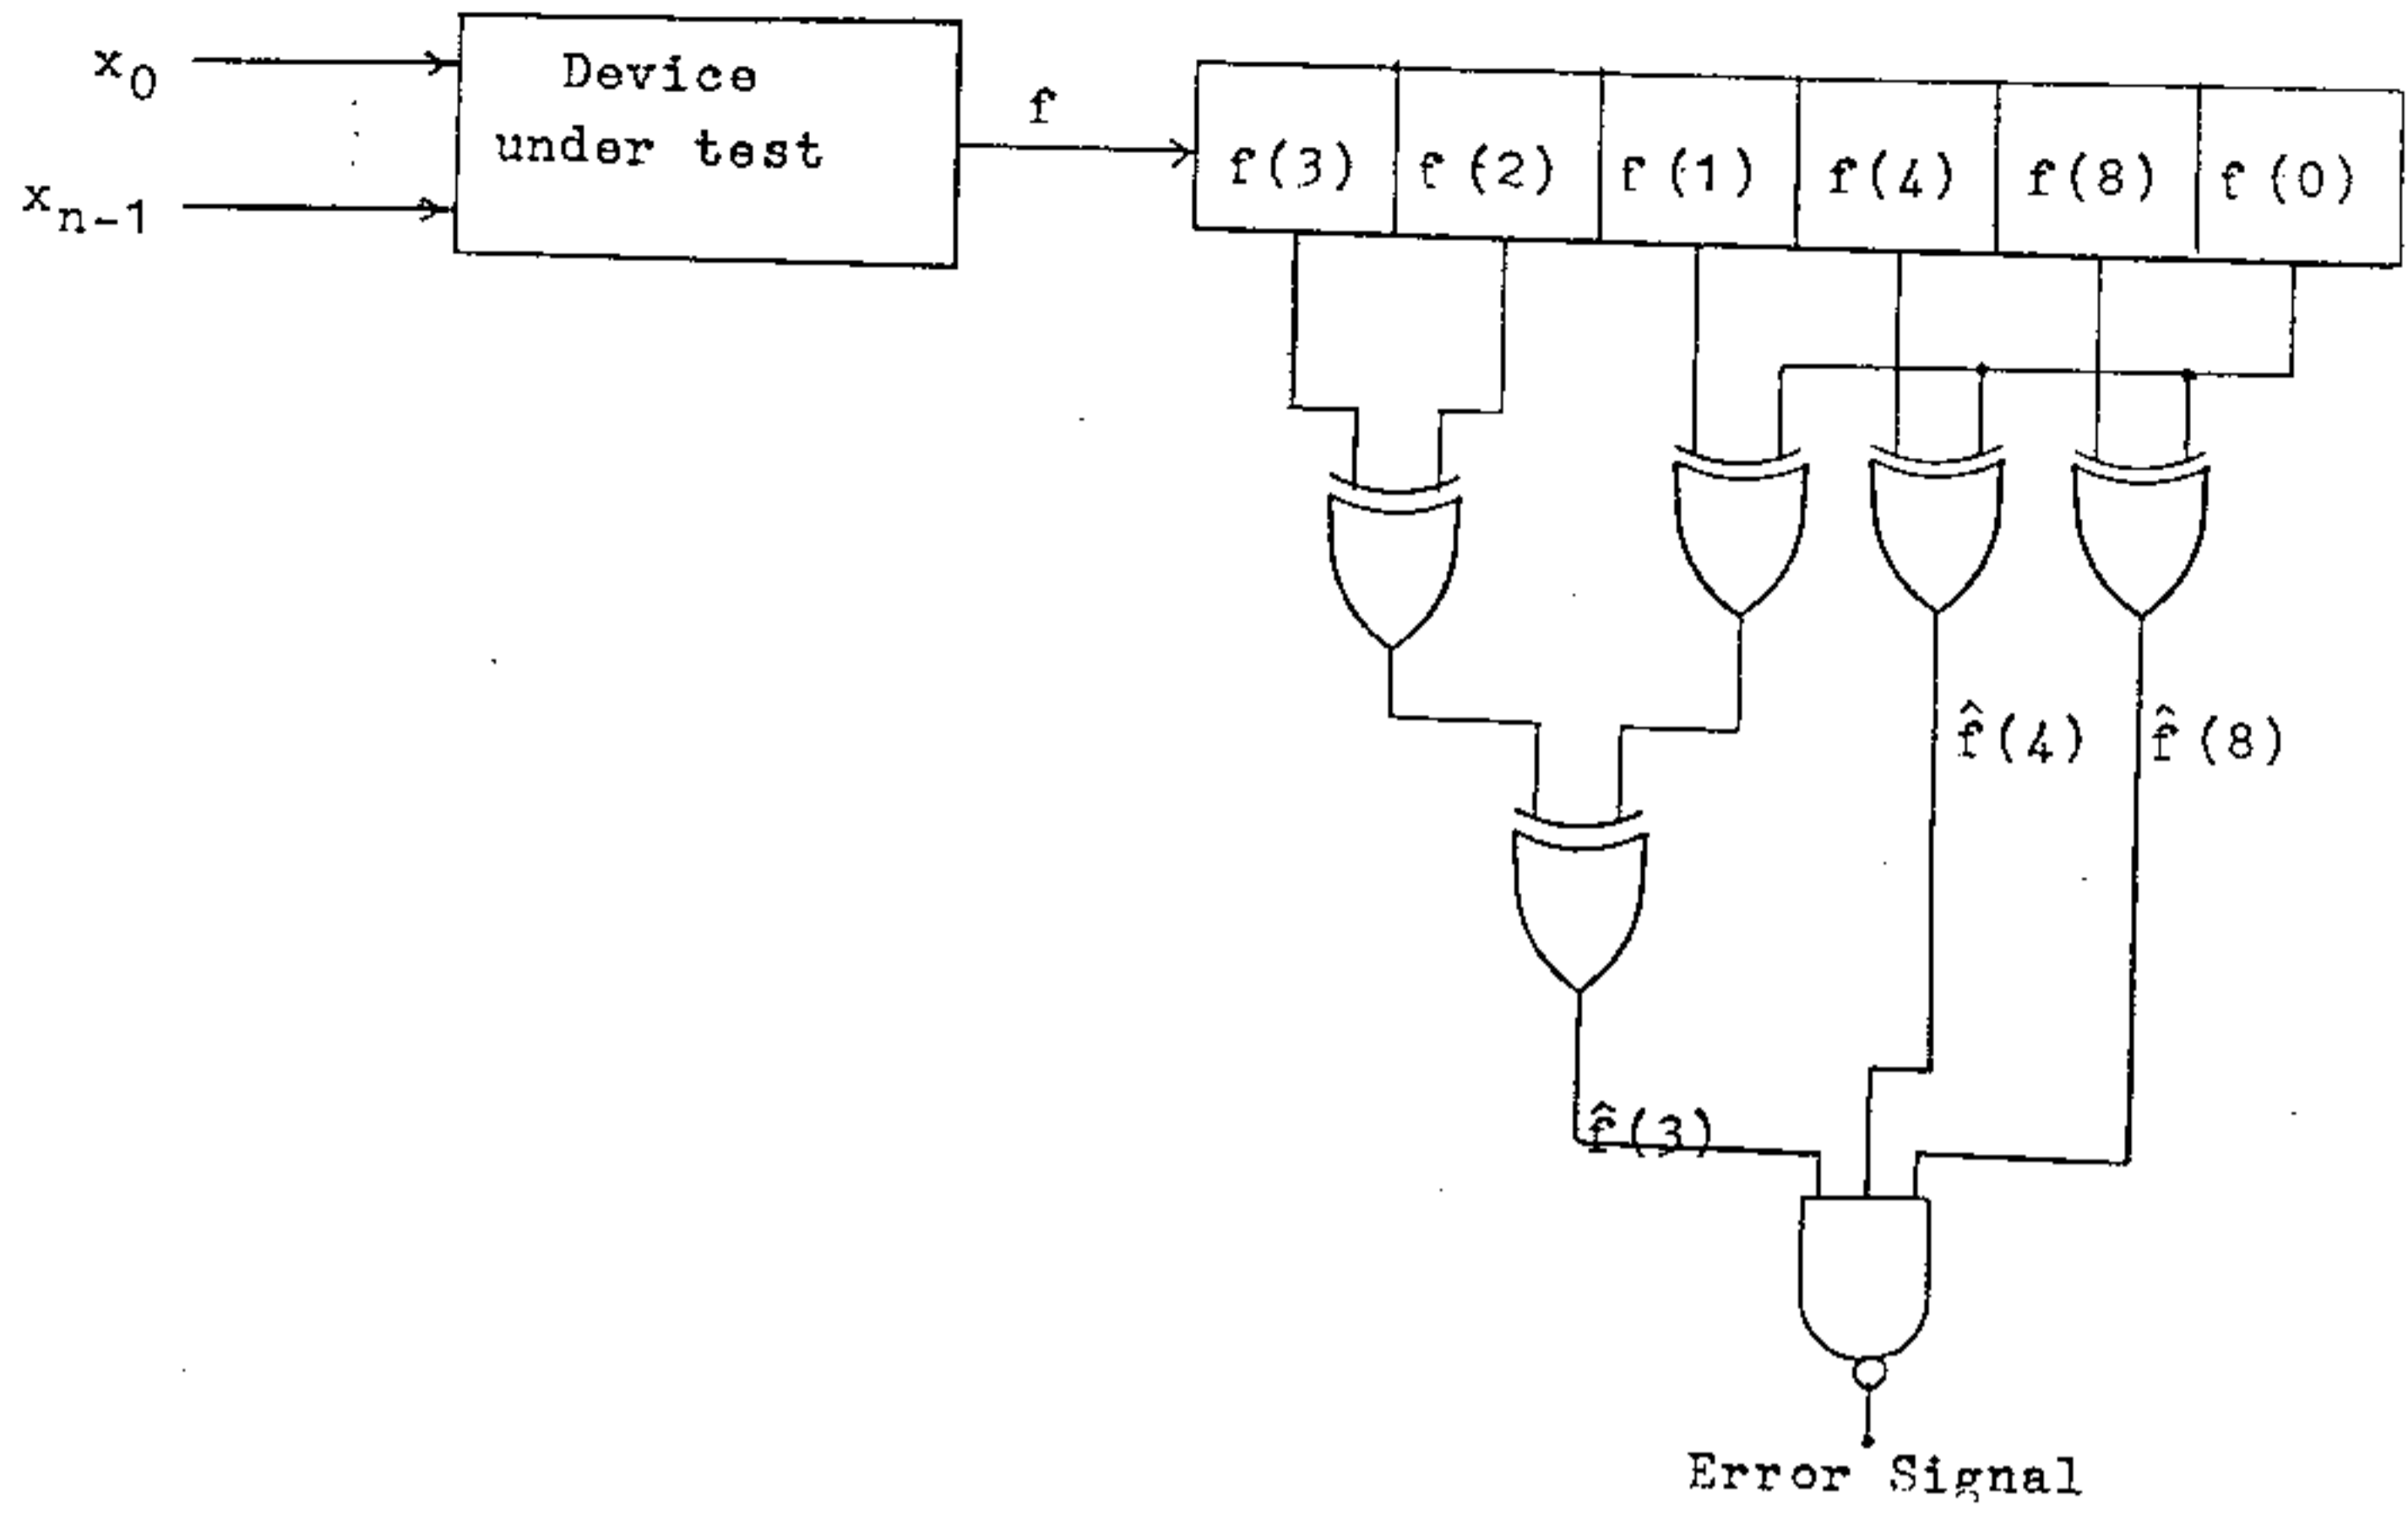 x0
Device
under test
xn-1
f
f(3) f(2) f(1) f(4) f(8) f(0)
f̂(4) f̂(8)
f̂(3)
Error Signal